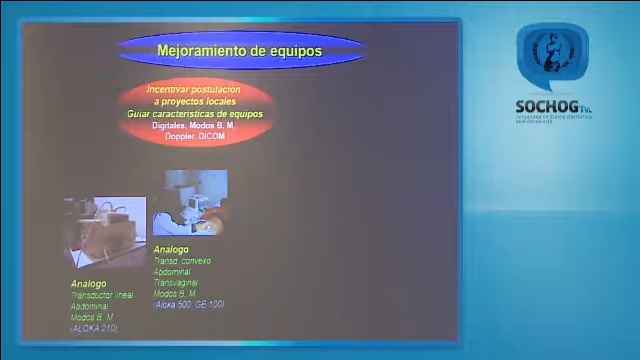 Mejoramiento de equipos
Incentivar postulación
a proyectos locales
Guiar características de equipos
Digitales, Modos B, M,
Doppler, DICOM
Analogo
Transd. convexo
Abdominal
Transvaginal
Modos B, M
(Aloka 500, GE 100)
Analogo
Transductor lineal
Abdominal
Modos B, M
(ALOKA 210)
SOCHOG TV.